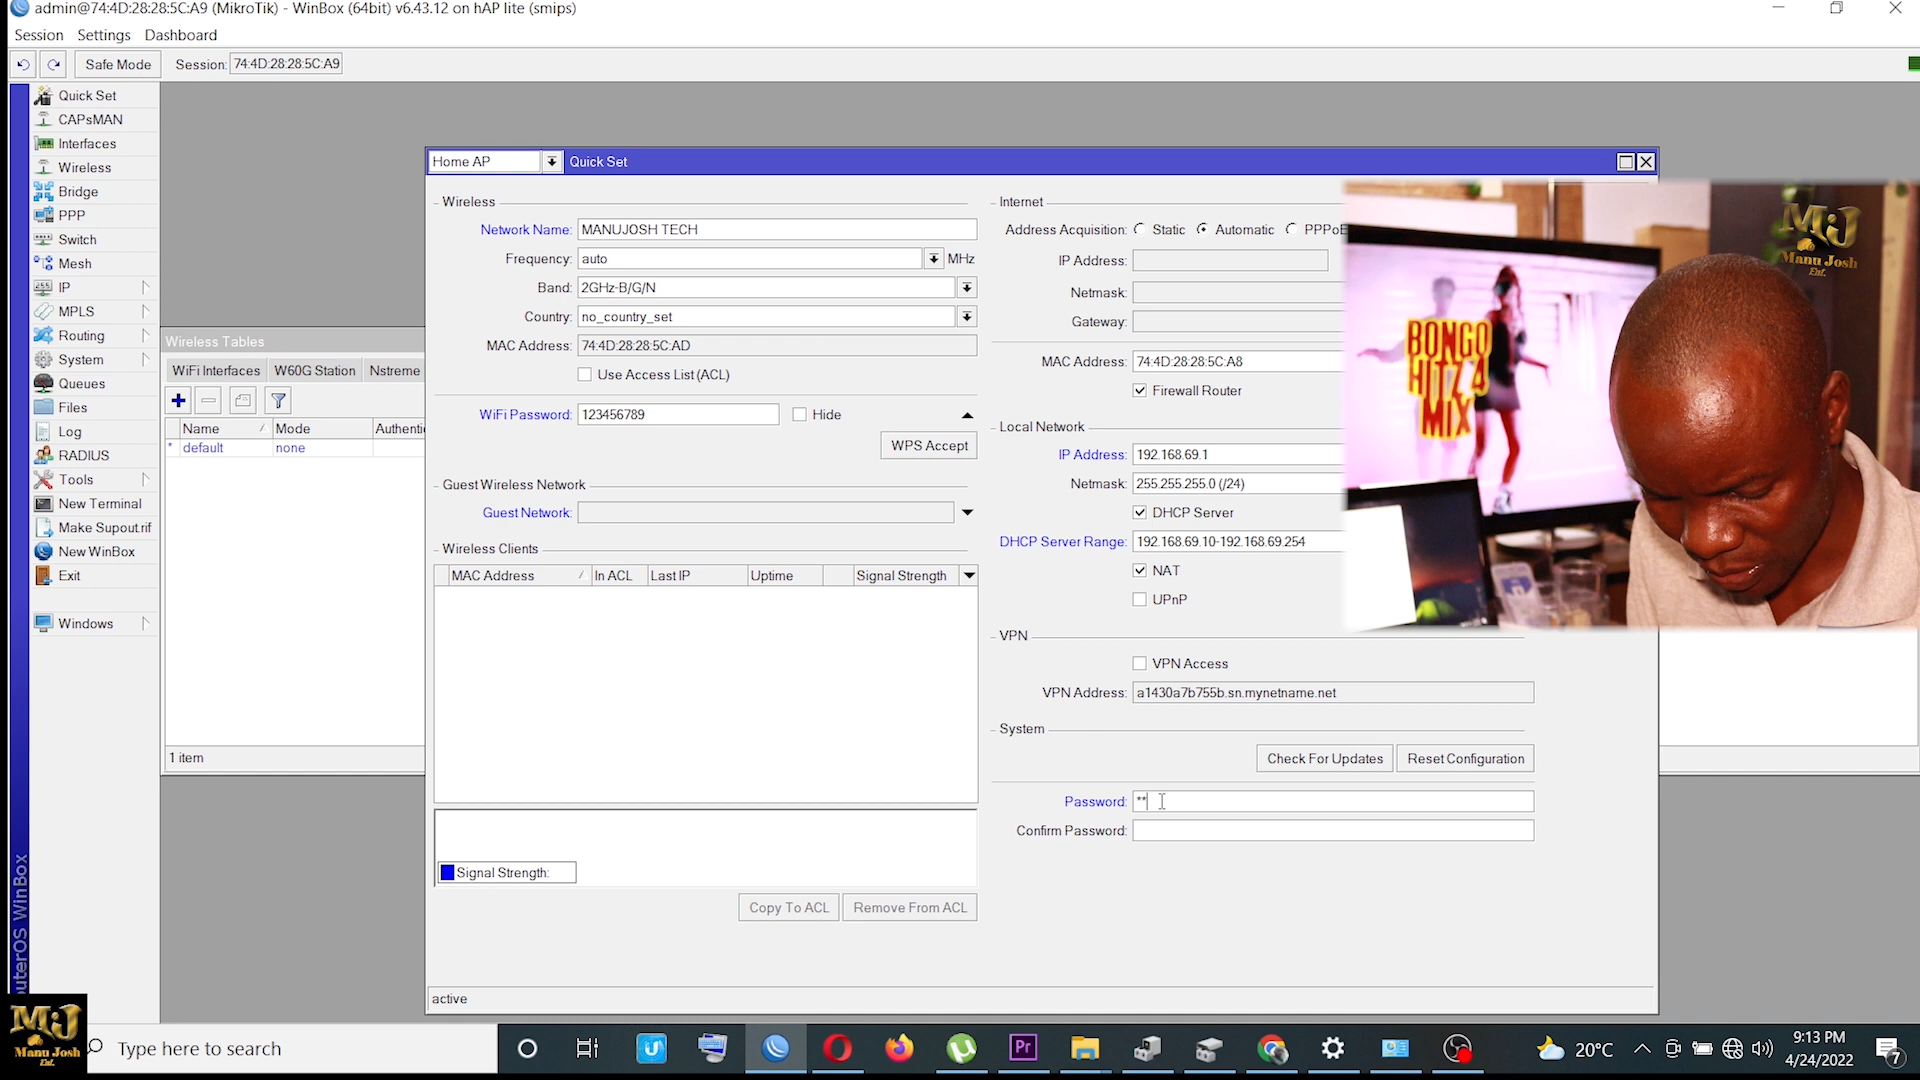 admin@74:4D:28:28:5C:A9 (MikroTik) - WinBox (64bit) v6.43.12 on hAP lite (smips)
Session Settings Dashboard
Safe Mode Session: 74:4D:28:28:5C:A9
Quick Set
CAPsMAN
Interfaces
Wireless
Bridge
PPP
Switch
Mesh
IP
MPLS
Routing
System
Queues
Files
Log
RADIUS
Tools
New Terminal
Make Supout.rif
New WinBox
Exit
Windows
uterOS WinBox
Wireless Tables
WiFi Interfaces W60G Station Nstreme
Name Mode Authenti
* default none
1 item
Home AP Quick Set
Wireless
Network Name: MANUJOSH TECH
Frequency: auto MHz
Band: 2GHz-B/G/N
Country: no_country_set
MAC Address: 74:4D:28:28:5C:AD
Use Access List (ACL)
WiFi Password: 123456789 Hide
WPS Accept
Guest Wireless Network
Guest Network:
Wireless Clients
MAC Address In ACL Last IP Uptime Signal Strength
Signal Strength:
Copy To ACL Remove From ACL
active
Internet
Address Acquisition: Static Automatic PPPoE
IP Address:
Netmask:
Gateway:
MAC Address: 74:4D:28:28:5C:A8
Firewall Router
Local Network
IP Address: 192.168.69.1
Netmask: 255.255.255.0 (/24)
DHCP Server
DHCP Server Range: 192.168.69.10-192.168.69.254
NAT
UPnP
VPN
VPN Access
VPN Address: a1430a7b755b.sn.mynetname.net
System
Check For Updates Reset Configuration
Password: **
Confirm Password:
BONGO
HITZ 4
MIX
MJ
Manu Josh
Ent.
MJ
Manu Josh
Ent.
Type here to search
Pr
20°C
9:13 PM
4/24/2022
7